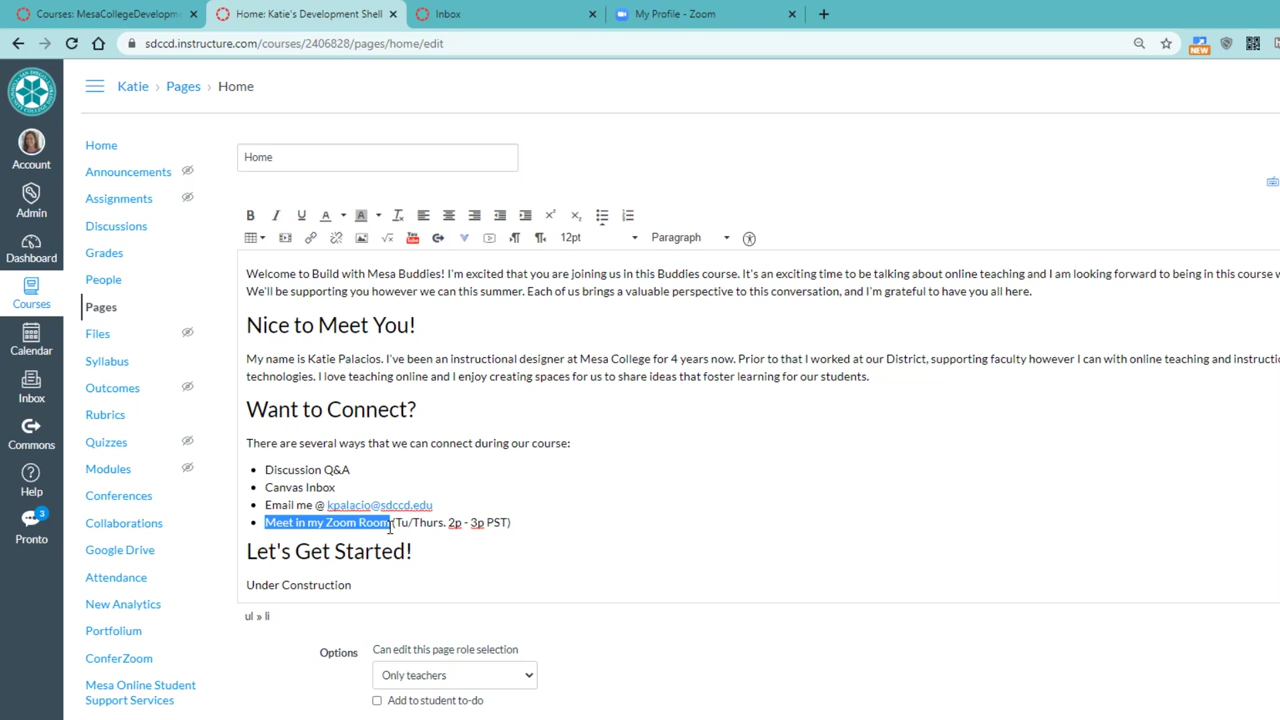 Courses: MesaCollegeDevelopm
Home: Katie's Development Shell
Inbox
My Profile - Zoom
sdccd.instructure.com/courses/2406828/pages/home/edit
NEW
Katie > Pages > Home
Account
Admin
Dashboard
Courses
Calendar
Inbox
Commons
Help
3
Pronto
Home
Announcements
Assignments
Discussions
Grades
People
Pages
Files
Syllabus
Outcomes
Rubrics
Quizzes
Modules
Conferences
Collaborations
Google Drive
Attendance
New Analytics
Portfolium
ConferZoom
Mesa Online Student
Support Services
Home
12pt
Paragraph
Welcome to Build with Mesa Buddies! I'm excited that you are joining us in this Buddies course. It's an exciting time to be talking about online teaching and I am looking forward to being in this course w
We'll be supporting you however we can this summer. Each of us brings a valuable perspective to this conversation, and I'm grateful to have you all here.
Nice to Meet You!
My name is Katie Palacios. I've been an instructional designer at Mesa College for 4 years now. Prior to that I worked at our District, supporting faculty however I can with online teaching and instructio
technologies. I love teaching online and I enjoy creating spaces for us to share ideas that foster learning for our students.
Want to Connect?
There are several ways that we can connect during our course:
Discussion Q&A
Canvas Inbox
Email me @ kpalacio@sdccd.edu
Meet in my Zoom Room (Tu/Thurs. 2p - 3p PST)
Let's Get Started!
Under Construction
ul » li
Options
Can edit this page role selection
Only teachers
Add to student to-do